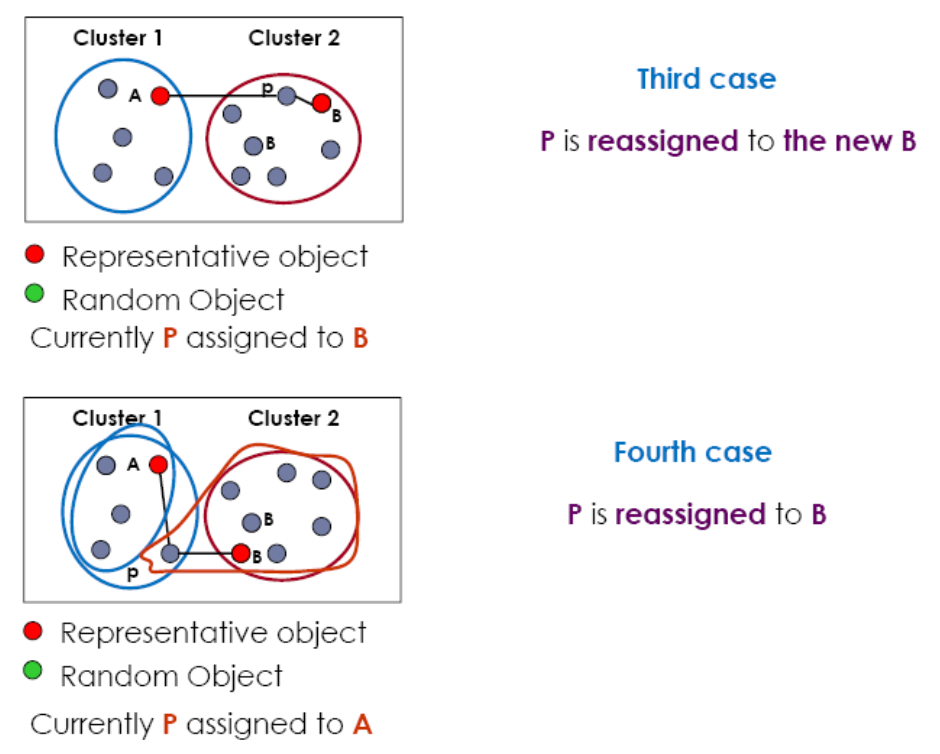 Cluster 1 Cluster 2
A p
B
B
Third case
P is reassigned to the new B
Representative object
Random Object
Currently P assigned to B
Cluster 1 Cluster 2
A
B
B
p
Fourth case
P is reassigned to B
Representative object
Random Object
Currently P assigned to A